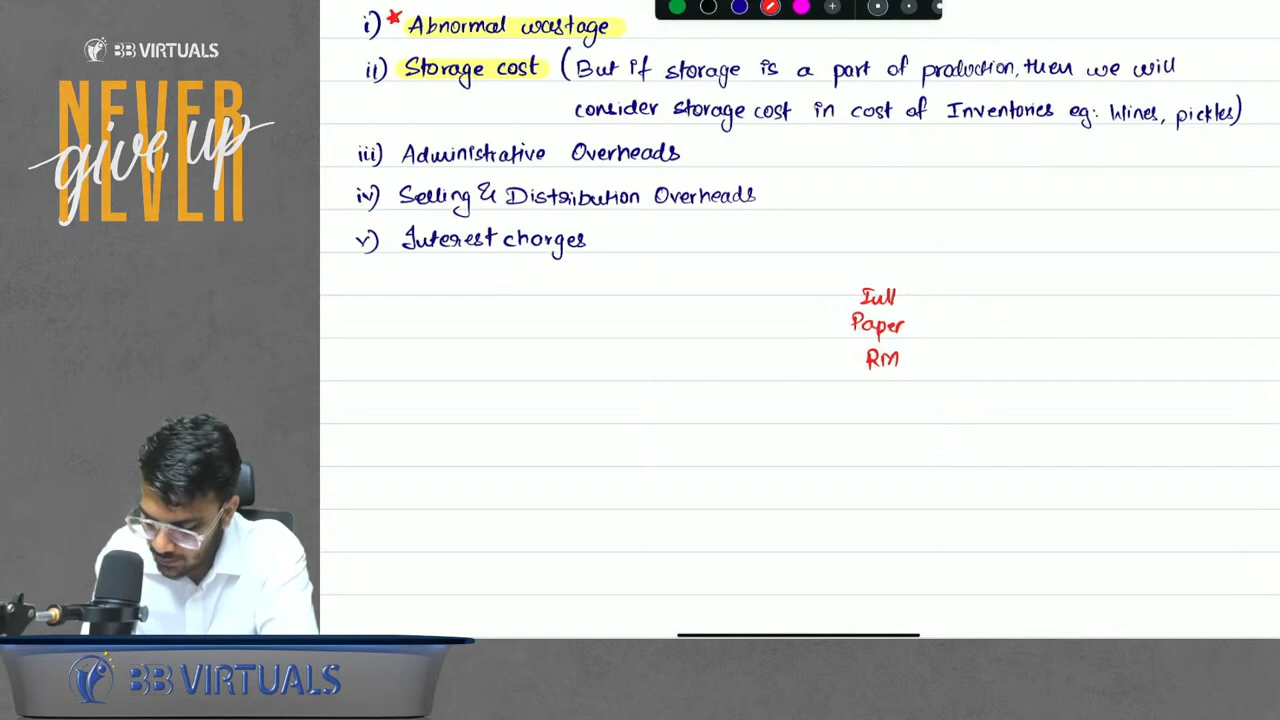 BB VIRTUALS
NEVER
give up
NEVER
i) * Abnormal wastage
ii) Storage cost (But if storage is a part of production, then we will
consider storage cost in cost of Inventories eg: Wines, pickles)
iii) Administrative Overheads
iv) Selling & Distribution Overheads
v) Interest charges
Full
Paper
RM
BB VIRTUALS